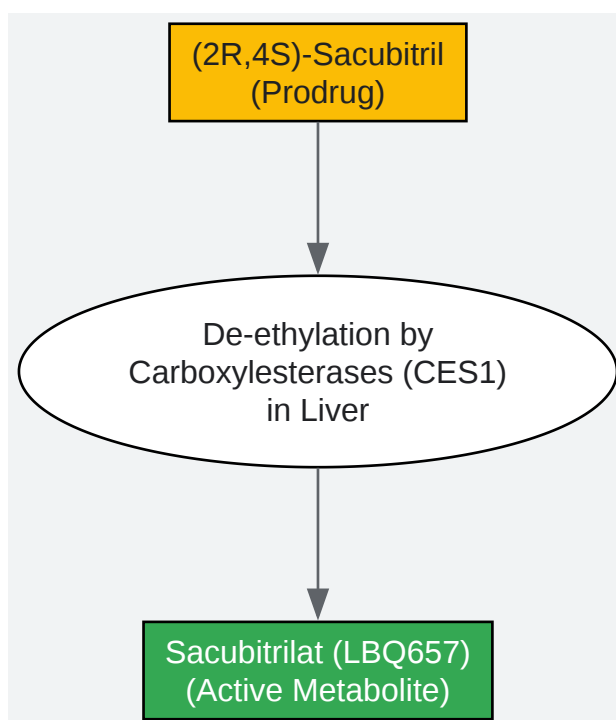 (2R,4S)-Sacubitril
(Prodrug)
De-ethylation by
Carboxylesterases (CES1)
in Liver
Sacubitrilat (LBQ657)
(Active Metabolite)